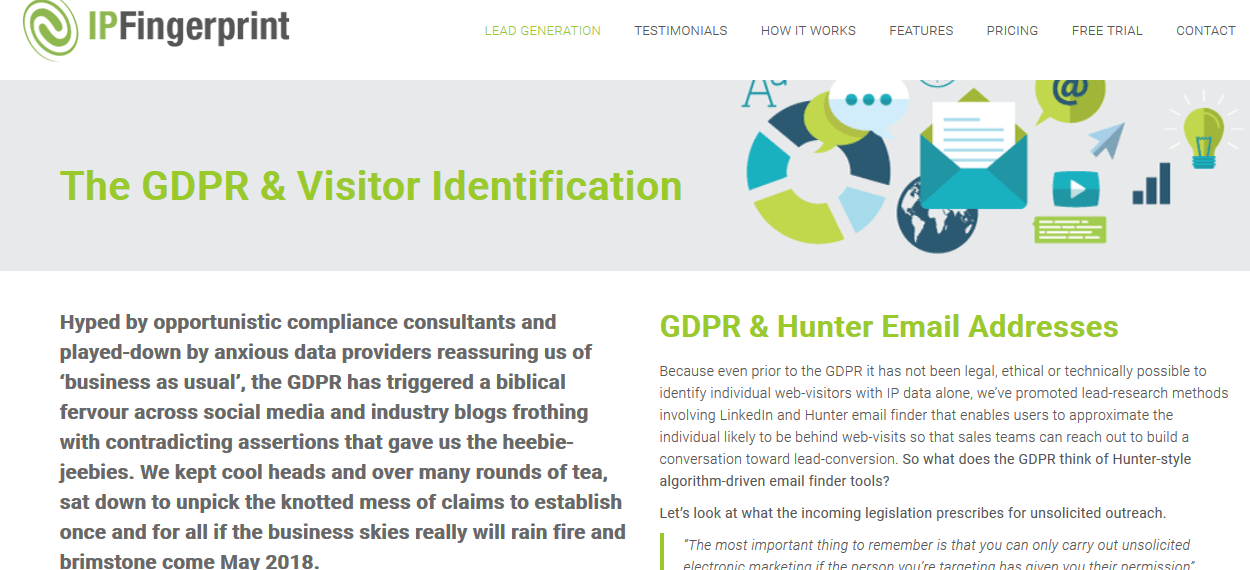 IPFingerprint
LEAD GENERATION TESTIMONIALS HOW IT WORKS FEATURES PRICING FREE TRIAL CONTACT
The GDPR & Visitor Identification
Hyped by opportunistic compliance consultants and
played-down by anxious data providers reassuring us of
‘business as usual’, the GDPR has triggered a biblical
fervour across social media and industry blogs frothing
with contradicting assertions that gave us the heebie-
jeebies. We kept cool heads and over many rounds of tea,
sat down to unpick the knotted mess of claims to establish
once and for all if the business skies really will rain fire and
brimstone come May 2018.
GDPR & Hunter Email Addresses
Because even prior to the GDPR it has not been legal, ethical or technically possible to
identify individual web-visitors with IP data alone, we’ve promoted lead-research methods
involving LinkedIn and Hunter email finder that enables users to approximate the
individual likely to be behind web-visits so that sales teams can reach out to build a
conversation toward lead-conversion. So what does the GDPR think of Hunter-style
algorithm-driven email finder tools?
Let’s look at what the incoming legislation prescribes for unsolicited outreach.
“The most important thing to remember is that you can only carry out unsolicited
electronic marketing if the person you’re targeting has given you their permission”